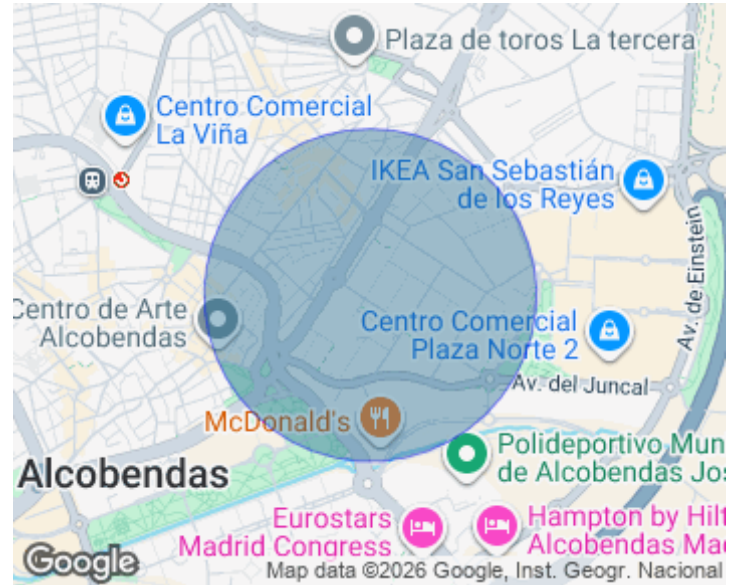 Plaza de toros La tercera
Centro Comercial
La Viña
IKEA San Sebastián
de los Reyes
Av. de Einstein
Centro de Arte
Alcobendas
Centro Comercial
Plaza Norte 2
Av. del Juncal
McDonald's
Polideportivo Mun
de Alcobendas Jos
Alcobendas
Eurostars
Madrid Congress
Hampton by Hilt
Alcobendas Mad
Google
Map data ©2026 Google, Inst. Geogr. Nacional